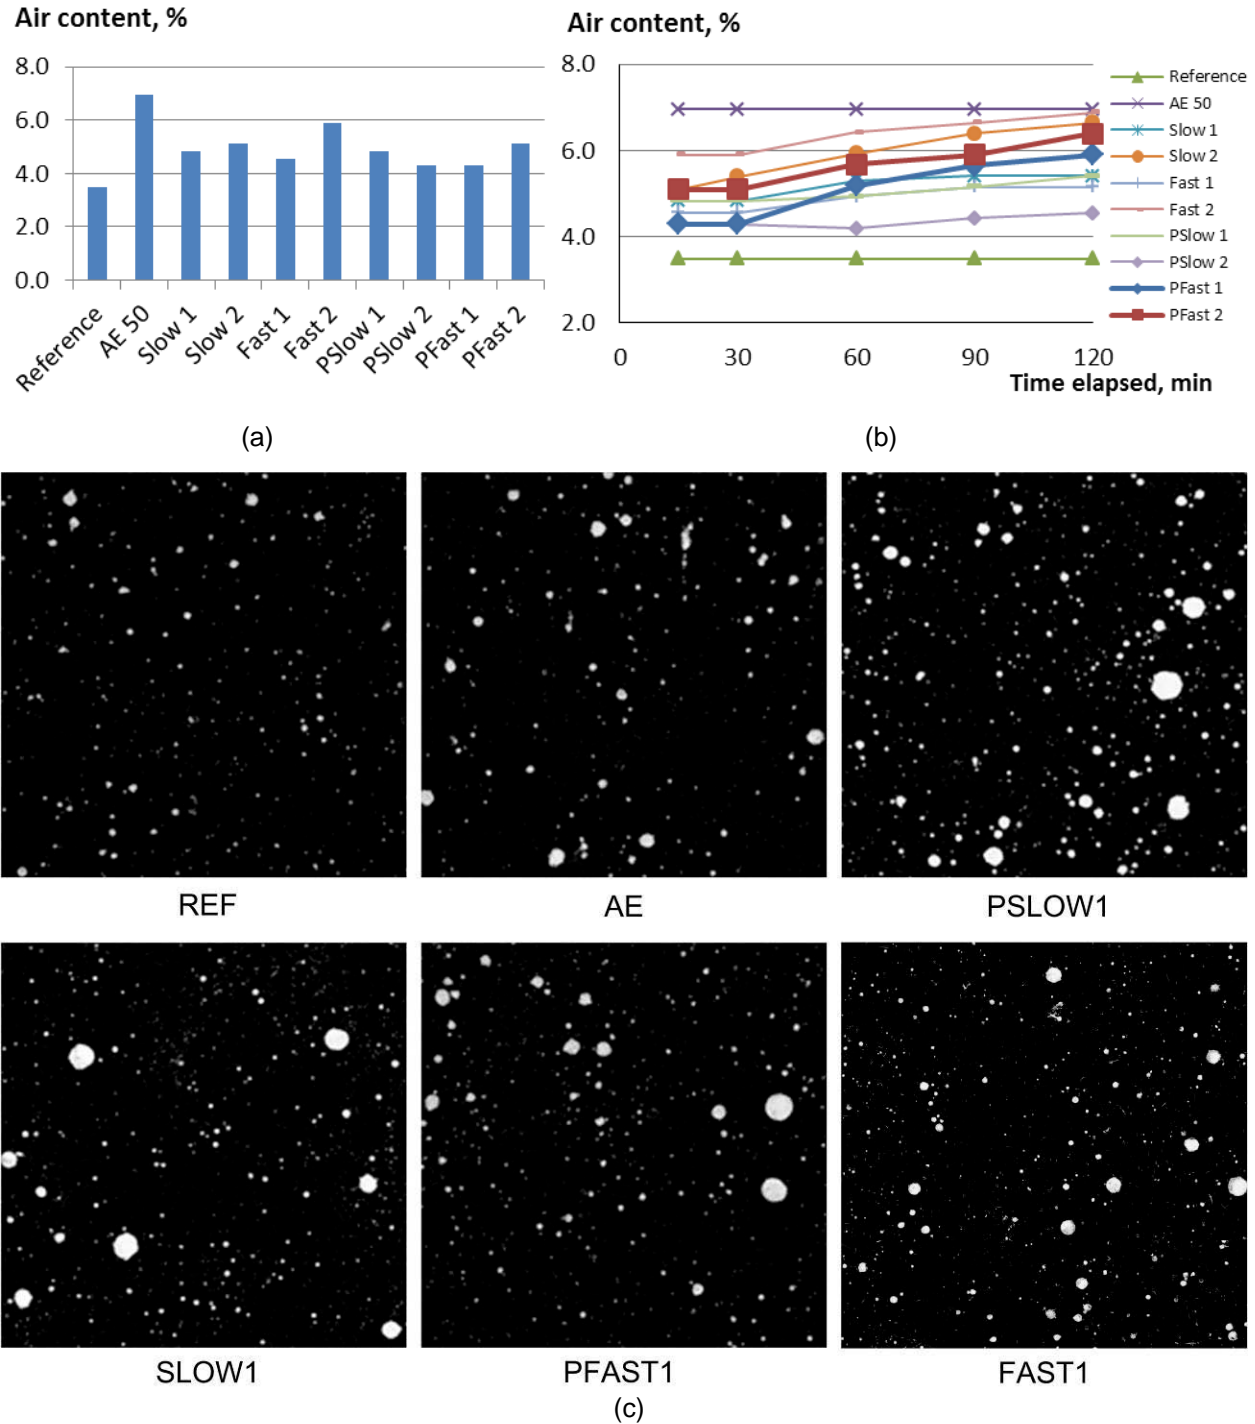 Air content, %
8.0
6.0
4.0
2.0
0.0
Reference
AE 50
Slow 1
Slow 2
Fast 1
Fast 2
PSlow 1
PSlow 2
PFast 1
PFast 2
(a)
Air content, %
8.0
6.0
4.0
2.0
0 30 60 90 120
Time elapsed, min
Reference
AE 50
Slow 1
Slow 2
Fast 1
Fast 2
PSlow 1
PSlow 2
PFast 1
PFast 2
(b)
REF AE PSLOW1
SLOW1 PFAST1 FAST1
(c)